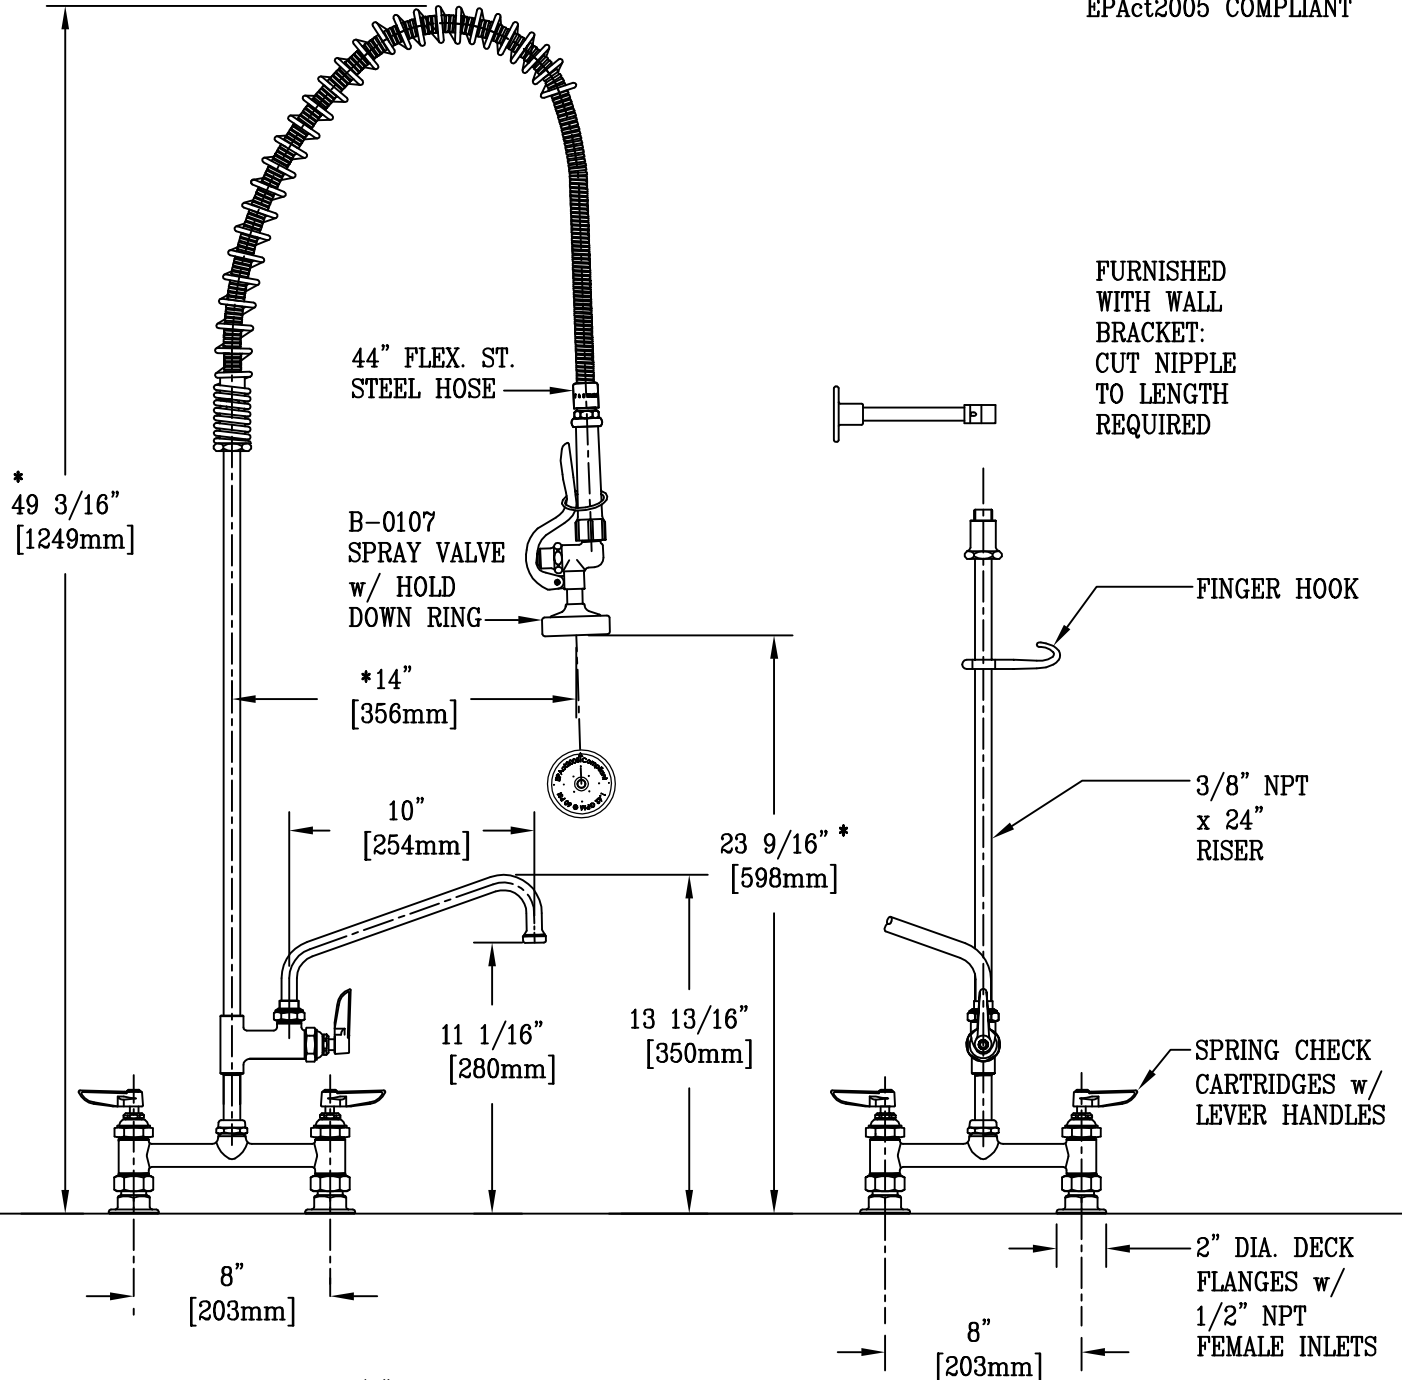 EPAct2005 COMPLIANT
FURNISHED
WITH WALL
BRACKET:
CUT NIPPLE
TO LENGTH
REQUIRED
44" FLEX. ST.
STEEL HOSE
*
49 3/16"
[1249mm]
B-0107
SPRAY VALVE
w/ HOLD
DOWN RING
FINGER HOOK
*14"
[356mm]
3/8" NPT
x 24"
RISER
10"
[254mm]
23 9/16" *
[598mm]
11 1/16"
[280mm]
13 13/16"
[350mm]
SPRING CHECK
CARTRIDGES w/
LEVER HANDLES
8"
[203mm]
2" DIA. DECK
FLANGES w/
1/2" NPT
FEMALE INLETS
8"
[203mm]